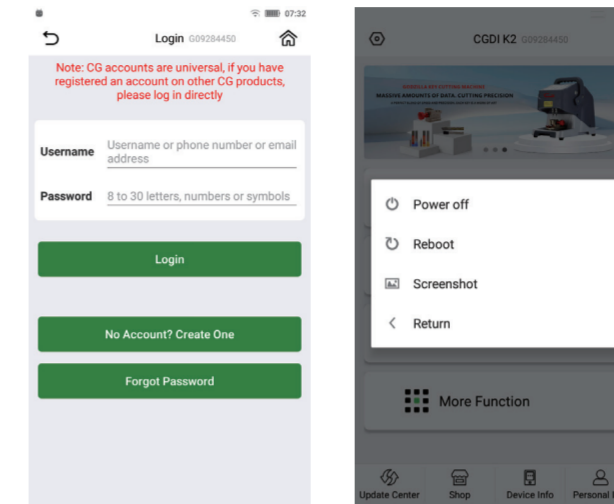 07:32
Login G09284450
Note: CG accounts are universal, if you have
registered an account on other CG products,
please log in directly
Username
Username or phone number or email
address
Password
8 to 30 letters, numbers or symbols
Login
No Account? Create One
Forgot Password
CGDI K2 G09284450
KEY CUTTING MACHINE
MASSIVE AMOUNTS OF DATA, CUTTING PRECISION
Power off
Reboot
Screenshot
Return
More Function
Update Center
Shop
Device Info
Personal